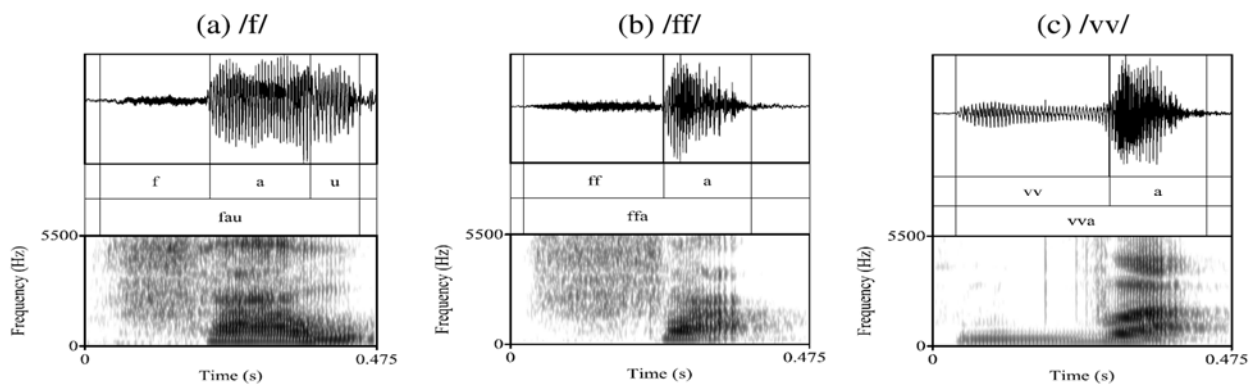 (a) /f/
f a u
fau
5500
Frequency (Hz)
0
0 0.475
Time (s)
(b) /ff/
ff a
ffa
5500
Frequency (Hz)
0
0 0.475
Time (s)
(c) /vv/
vv a
vva
5500
Frequency (Hz)
0
0 0.475
Time (s)